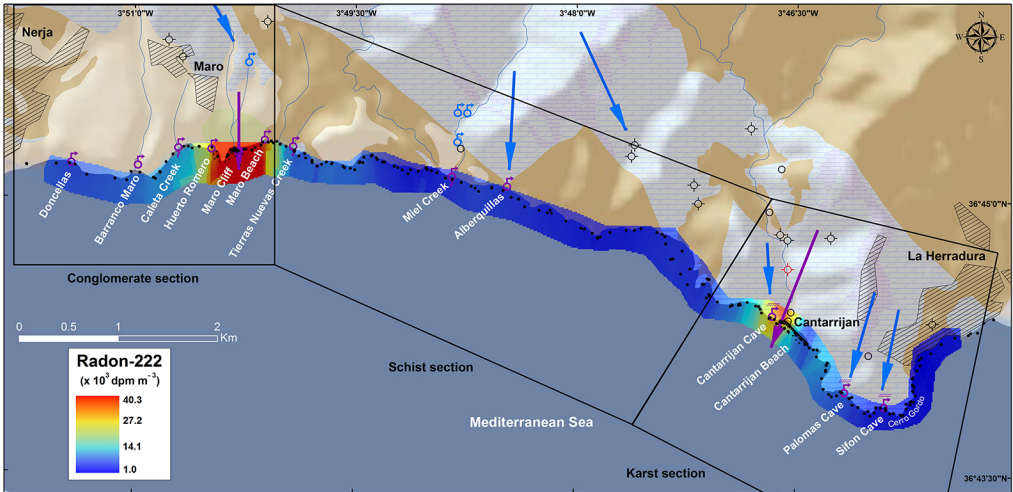 3°51'0"W
3°49'30"W
3°48'0"W
3°46'30"W
N
W
E
S
Nerja
Maro
Doncellas
Barranco Maro
Caleta Creek
Huerto Romero
Maro Cliff
Maro Beach
Tierras Nuevas Creek
Miel Creek
Alberquillas
36°45'0"N
La Herradura
Conglomerate section
0
0.5
1
2
Km
Cantarrijan
Cantarrijan Cave
Cantarrijan Beach
Palomas Cave
Sifon Cave
Cerro Gordo
Radon-222
(x 10³ dpm m⁻³)
40.3
27.2
14.1
1.0
Schist section
Mediterranean Sea
Karst section
36°43'30"N